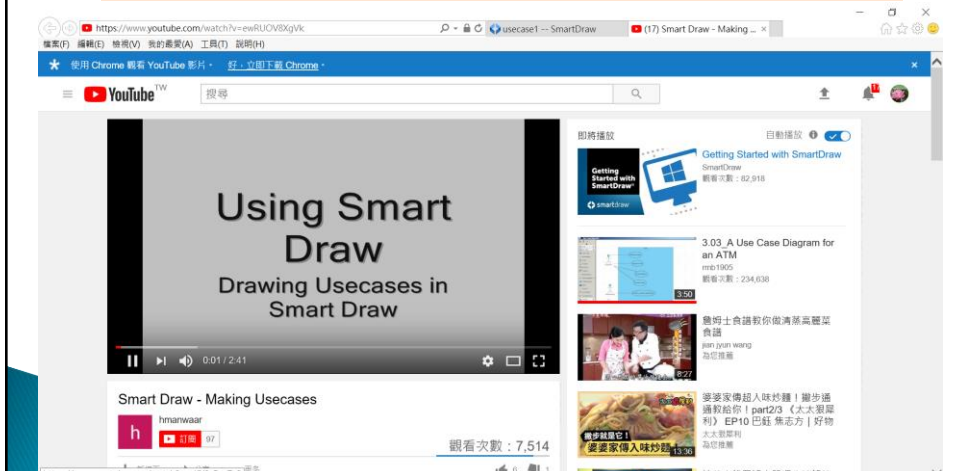 https://www.youtube.com/watch?v=ewRUOV8XgVk
usecase1 -- SmartDraw
(17) Smart Draw - Making ...
檔案(F) 編輯(E) 檢視(V) 我的最愛(A) 工具(T) 說明(H)
使用 Chrome 觀看 YouTube 影片。 好,立即下載 Chrome。
YouTube TW
搜尋
Using Smart
Draw
Drawing Usecases in
Smart Draw
0:01 / 2:41
Smart Draw - Making Usecases
h
hmanwaar
訂閱 97
觀看次數:7,514
6
1
即將播放
自動播放
Getting
Started with
SmartDraw
smartdraw
Getting Started with SmartDraw
SmartDraw
觀看次數:82,918
3:50
3.03_A Use Case Diagram for
an ATM
rmb1905
觀看次數:234,638
8:27
詹姆士食譜教你做清蒸高麗菜
食譜
jian jyun wang
為您推薦
撇步就是它!
婆婆家傳入味炒麵!
13:36
婆婆家傳超人味炒麵!撇步通
通教給你!part2/3 《太太狠犀
利》 EP10 巴鈺 焦志方 | 好物
太太狠犀利
為您推薦